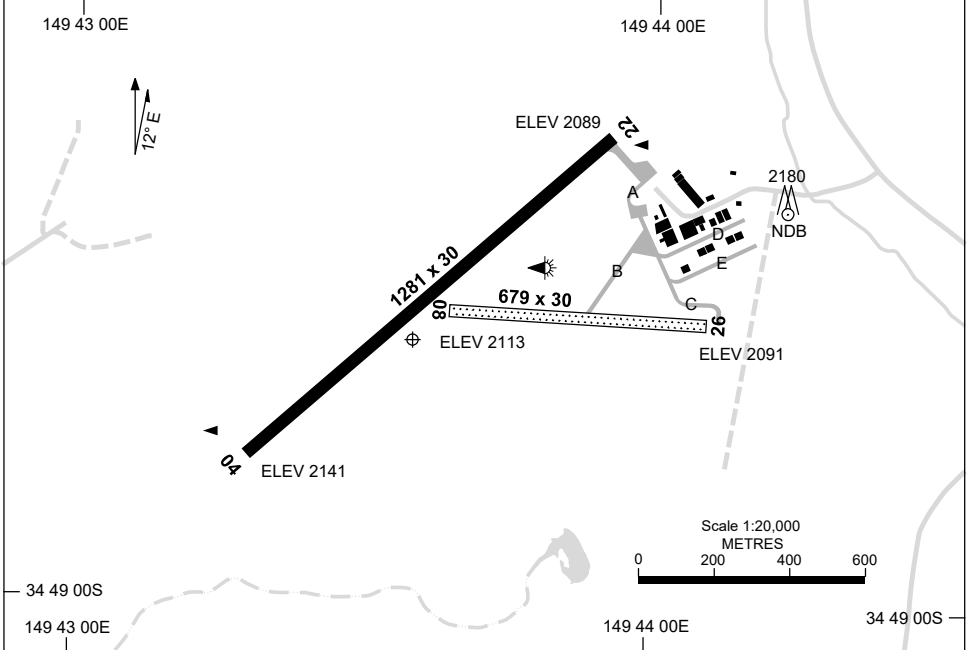 149 43 00E
149 44 00E
12° E
ELEV 2089
22
2180
A
NDB
D
E
B
1281 x 30
679 x 30
08
C
26
ELEV 2113
ELEV 2091
04
ELEV 2141
Scale 1:20,000
METRES
0 200 400 600
34 49 00S
34 49 00S
149 43 00E
149 44 00E